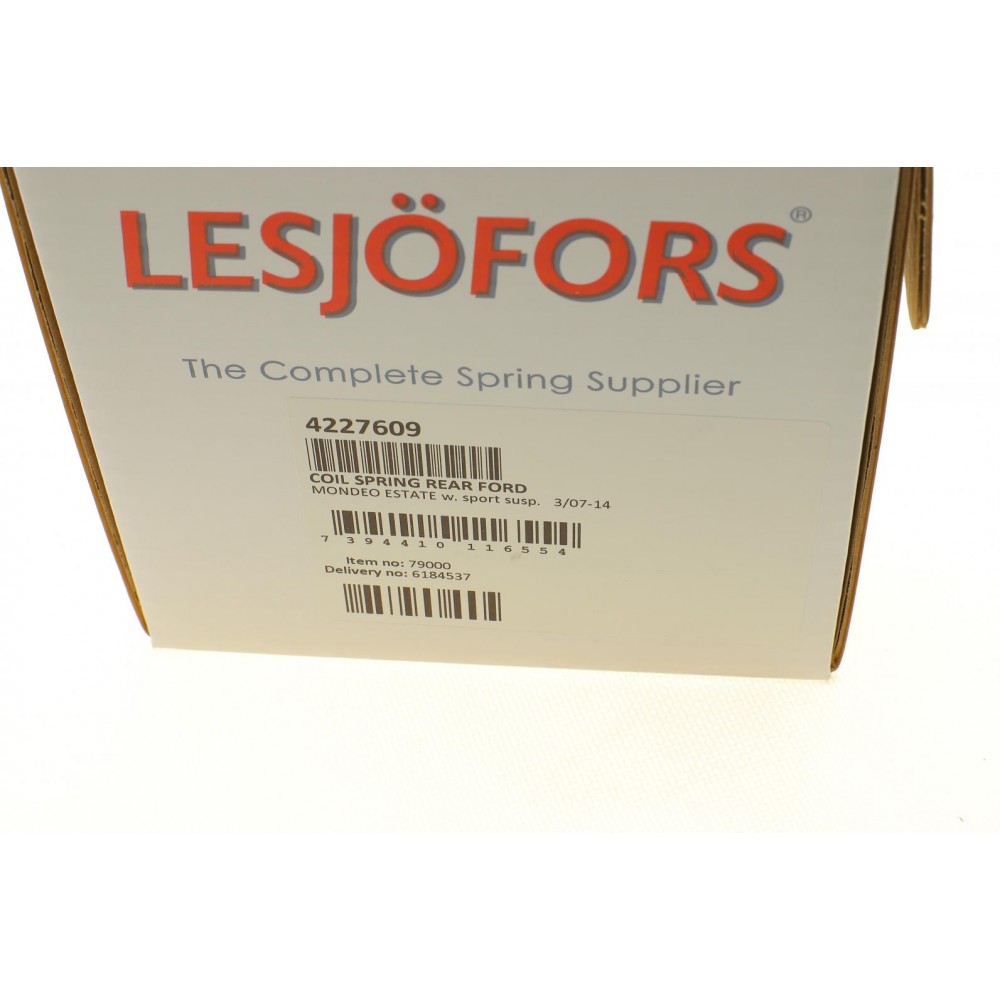 LESJÖFORS®
The Complete Spring Supplier
4227609
COIL SPRING REAR FORD
MONDEO ESTATE w. sport susp. 3/07-14
7 394410 116554
Item no: 79000
Delivery no: 6184537